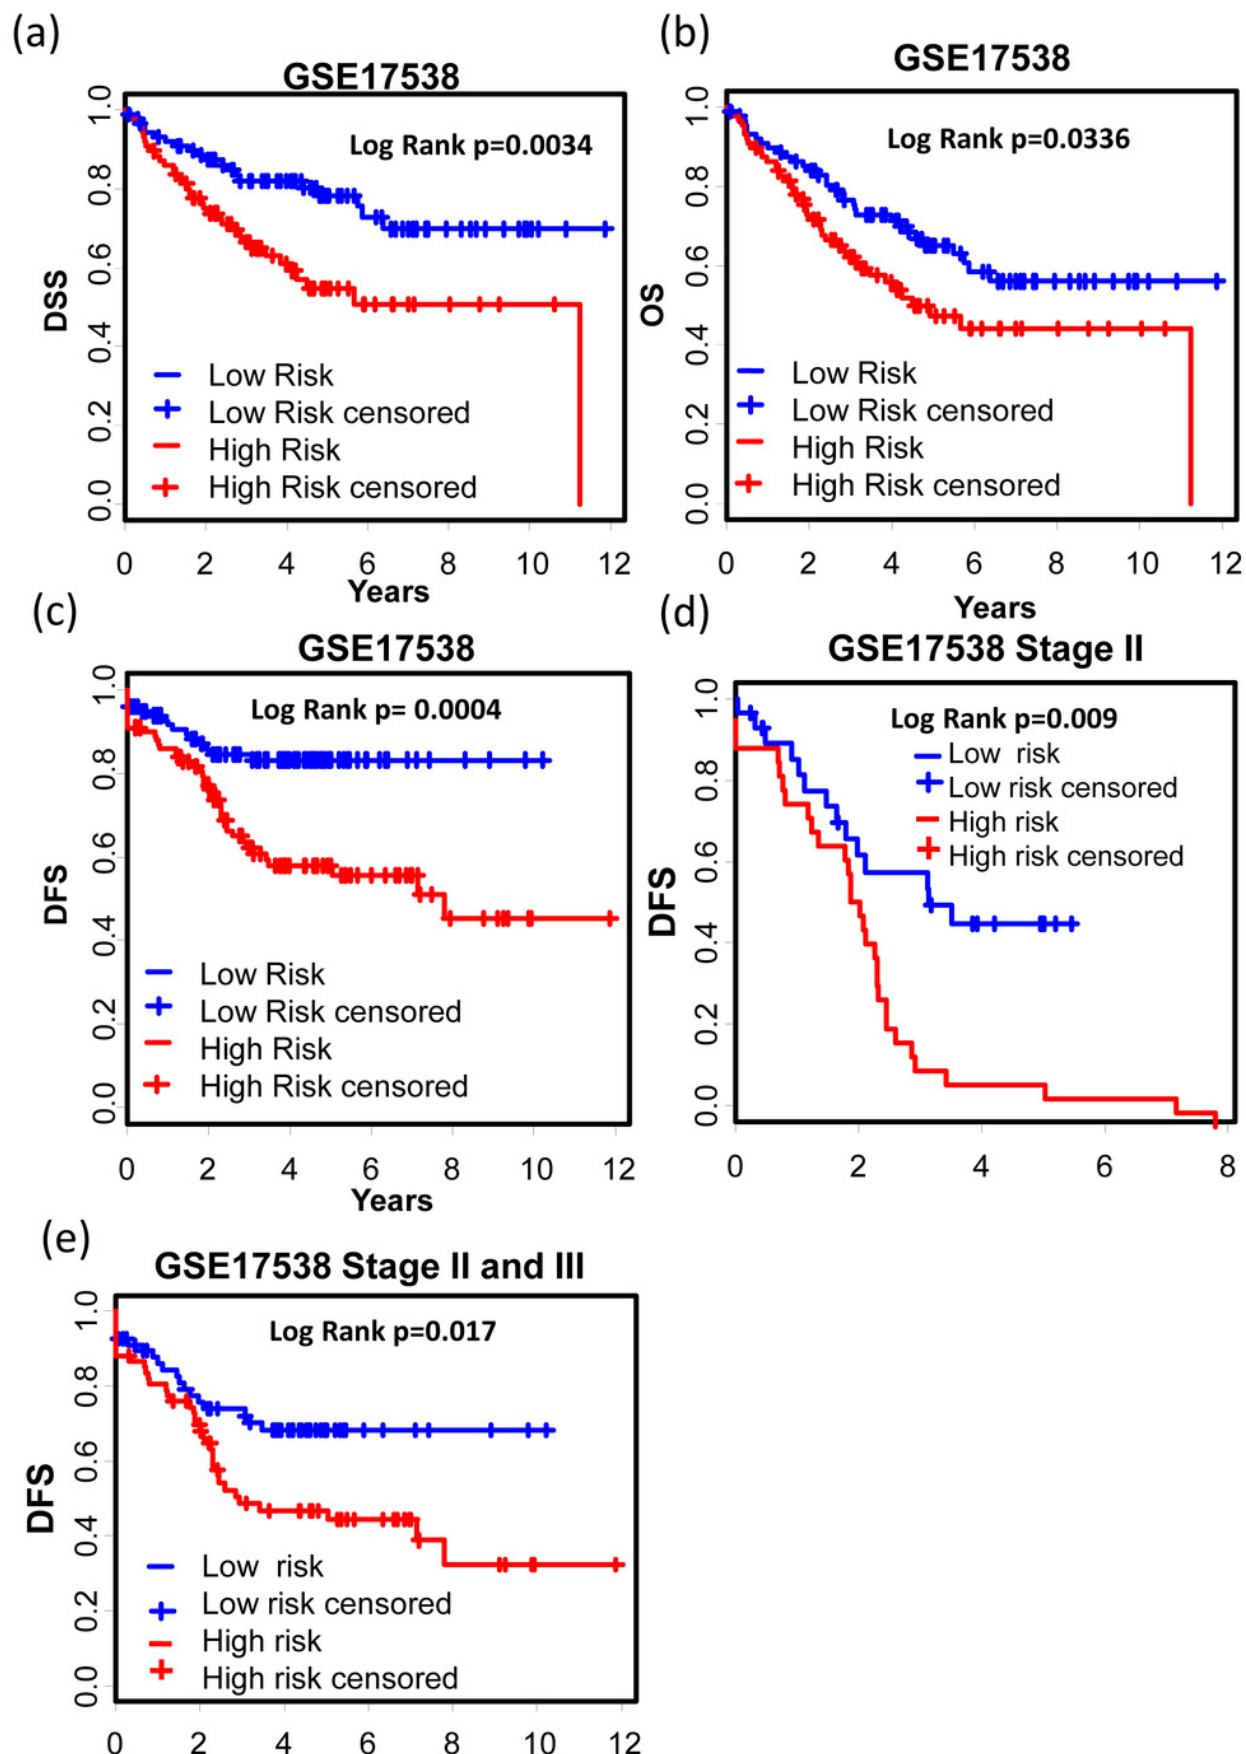 (a)
GSE17538
Log Rank p=0.0034
DSS
1.0
0.8
0.6
0.4
0.2
0.0
Low Risk
Low Risk censored
High Risk
High Risk censored
0 2 4 6 8 10 12
Years
(b)
GSE17538
Log Rank p=0.0336
OS
1.0
0.8
0.6
0.4
0.2
0.0
Low Risk
Low Risk censored
High Risk
High Risk censored
0 2 4 6 8 10 12
Years
(c)
GSE17538
Log Rank p= 0.0004
DFS
1.0
0.8
0.6
0.4
0.2
0.0
Low Risk
Low Risk censored
High Risk
High Risk censored
0 2 4 6 8 10 12
Years
(d)
GSE17538 Stage II
Log Rank p=0.009
Low risk
Low risk censored
High risk
High risk censored
DFS
1.0
0.8
0.6
0.4
0.2
0.0
0 2 4 6 8
(e)
GSE17538 Stage II and III
Log Rank p=0.017
DFS
1.0
0.8
0.6
0.4
0.2
0.0
Low risk
Low risk censored
High risk
High risk censored
0 2 4 6 8 10 12